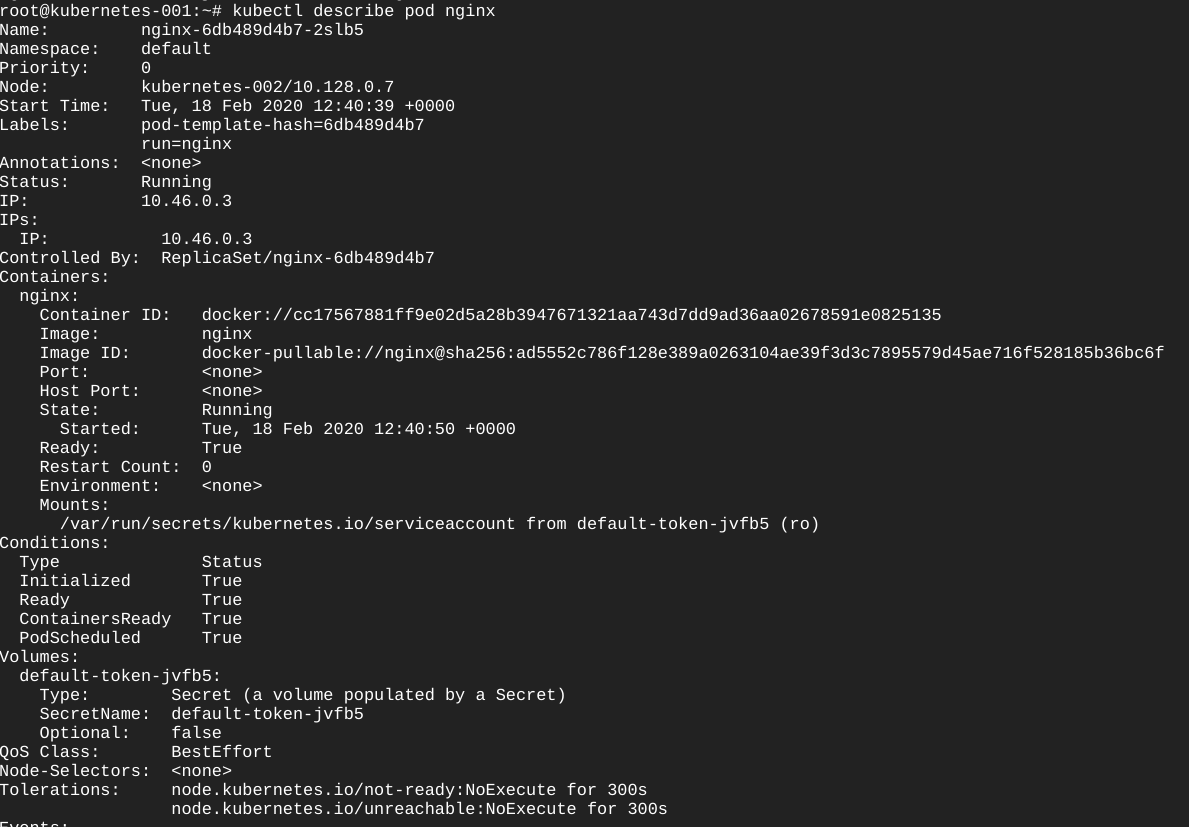 root@kubernetes-001:~# kubectl describe pod nginx
Name:         nginx-6db489d4b7-2slb5
Namespace:    default
Priority:     0
Node:         kubernetes-002/10.128.0.7
Start Time:   Tue, 18 Feb 2020 12:40:39 +0000
Labels:       pod-template-hash=6db489d4b7
              run=nginx
Annotations:  <none>
Status:       Running
IP:           10.46.0.3
IPs:
  IP:           10.46.0.3
Controlled By:  ReplicaSet/nginx-6db489d4b7
Containers:
  nginx:
    Container ID:   docker://cc17567881ff9e02d5a28b3947671321aa743d7dd9ad36aa02678591e0825135
    Image:          nginx
    Image ID:       docker-pullable://nginx@sha256:ad5552c786f128e389a0263104ae39f3d3c7895579d45ae716f528185b36bc6f
    Port:           <none>
    Host Port:      <none>
    State:          Running
      Started:      Tue, 18 Feb 2020 12:40:50 +0000
    Ready:          True
    Restart Count:  0
    Environment:    <none>
    Mounts:
      /var/run/secrets/kubernetes.io/serviceaccount from default-token-jvfb5 (ro)
Conditions:
  Type              Status
  Initialized       True
  Ready             True
  ContainersReady   True
  PodScheduled      True
Volumes:
  default-token-jvfb5:
    Type:        Secret (a volume populated by a Secret)
    SecretName:  default-token-jvfb5
    Optional:    false
QoS Class:       BestEffort
Node-Selectors:  <none>
Tolerations:     node.kubernetes.io/not-ready:NoExecute for 300s
                 node.kubernetes.io/unreachable:NoExecute for 300s
Events: